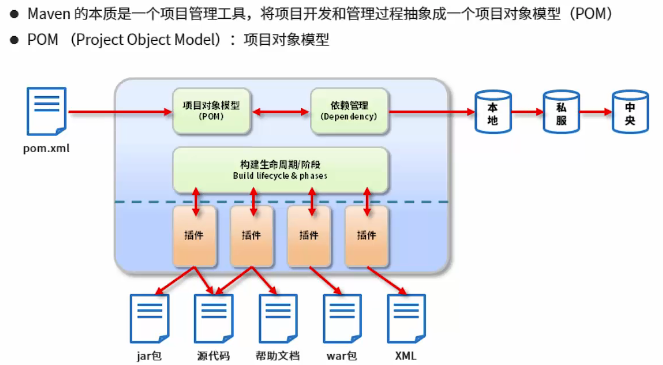 ● Maven 的本质是一个项目管理工具，将项目开发和管理过程抽象成一个项目对象模型（POM）
● POM （Project Object Model）：项目对象模型
pom.xml
项目对象模型
（POM）
依赖管理
（Dependency）
本地
私服
中央
构建生命周期/阶段
Build lifecycle & phases
插件
插件
插件
插件
jar包
源代码
帮助文档
war包
XML